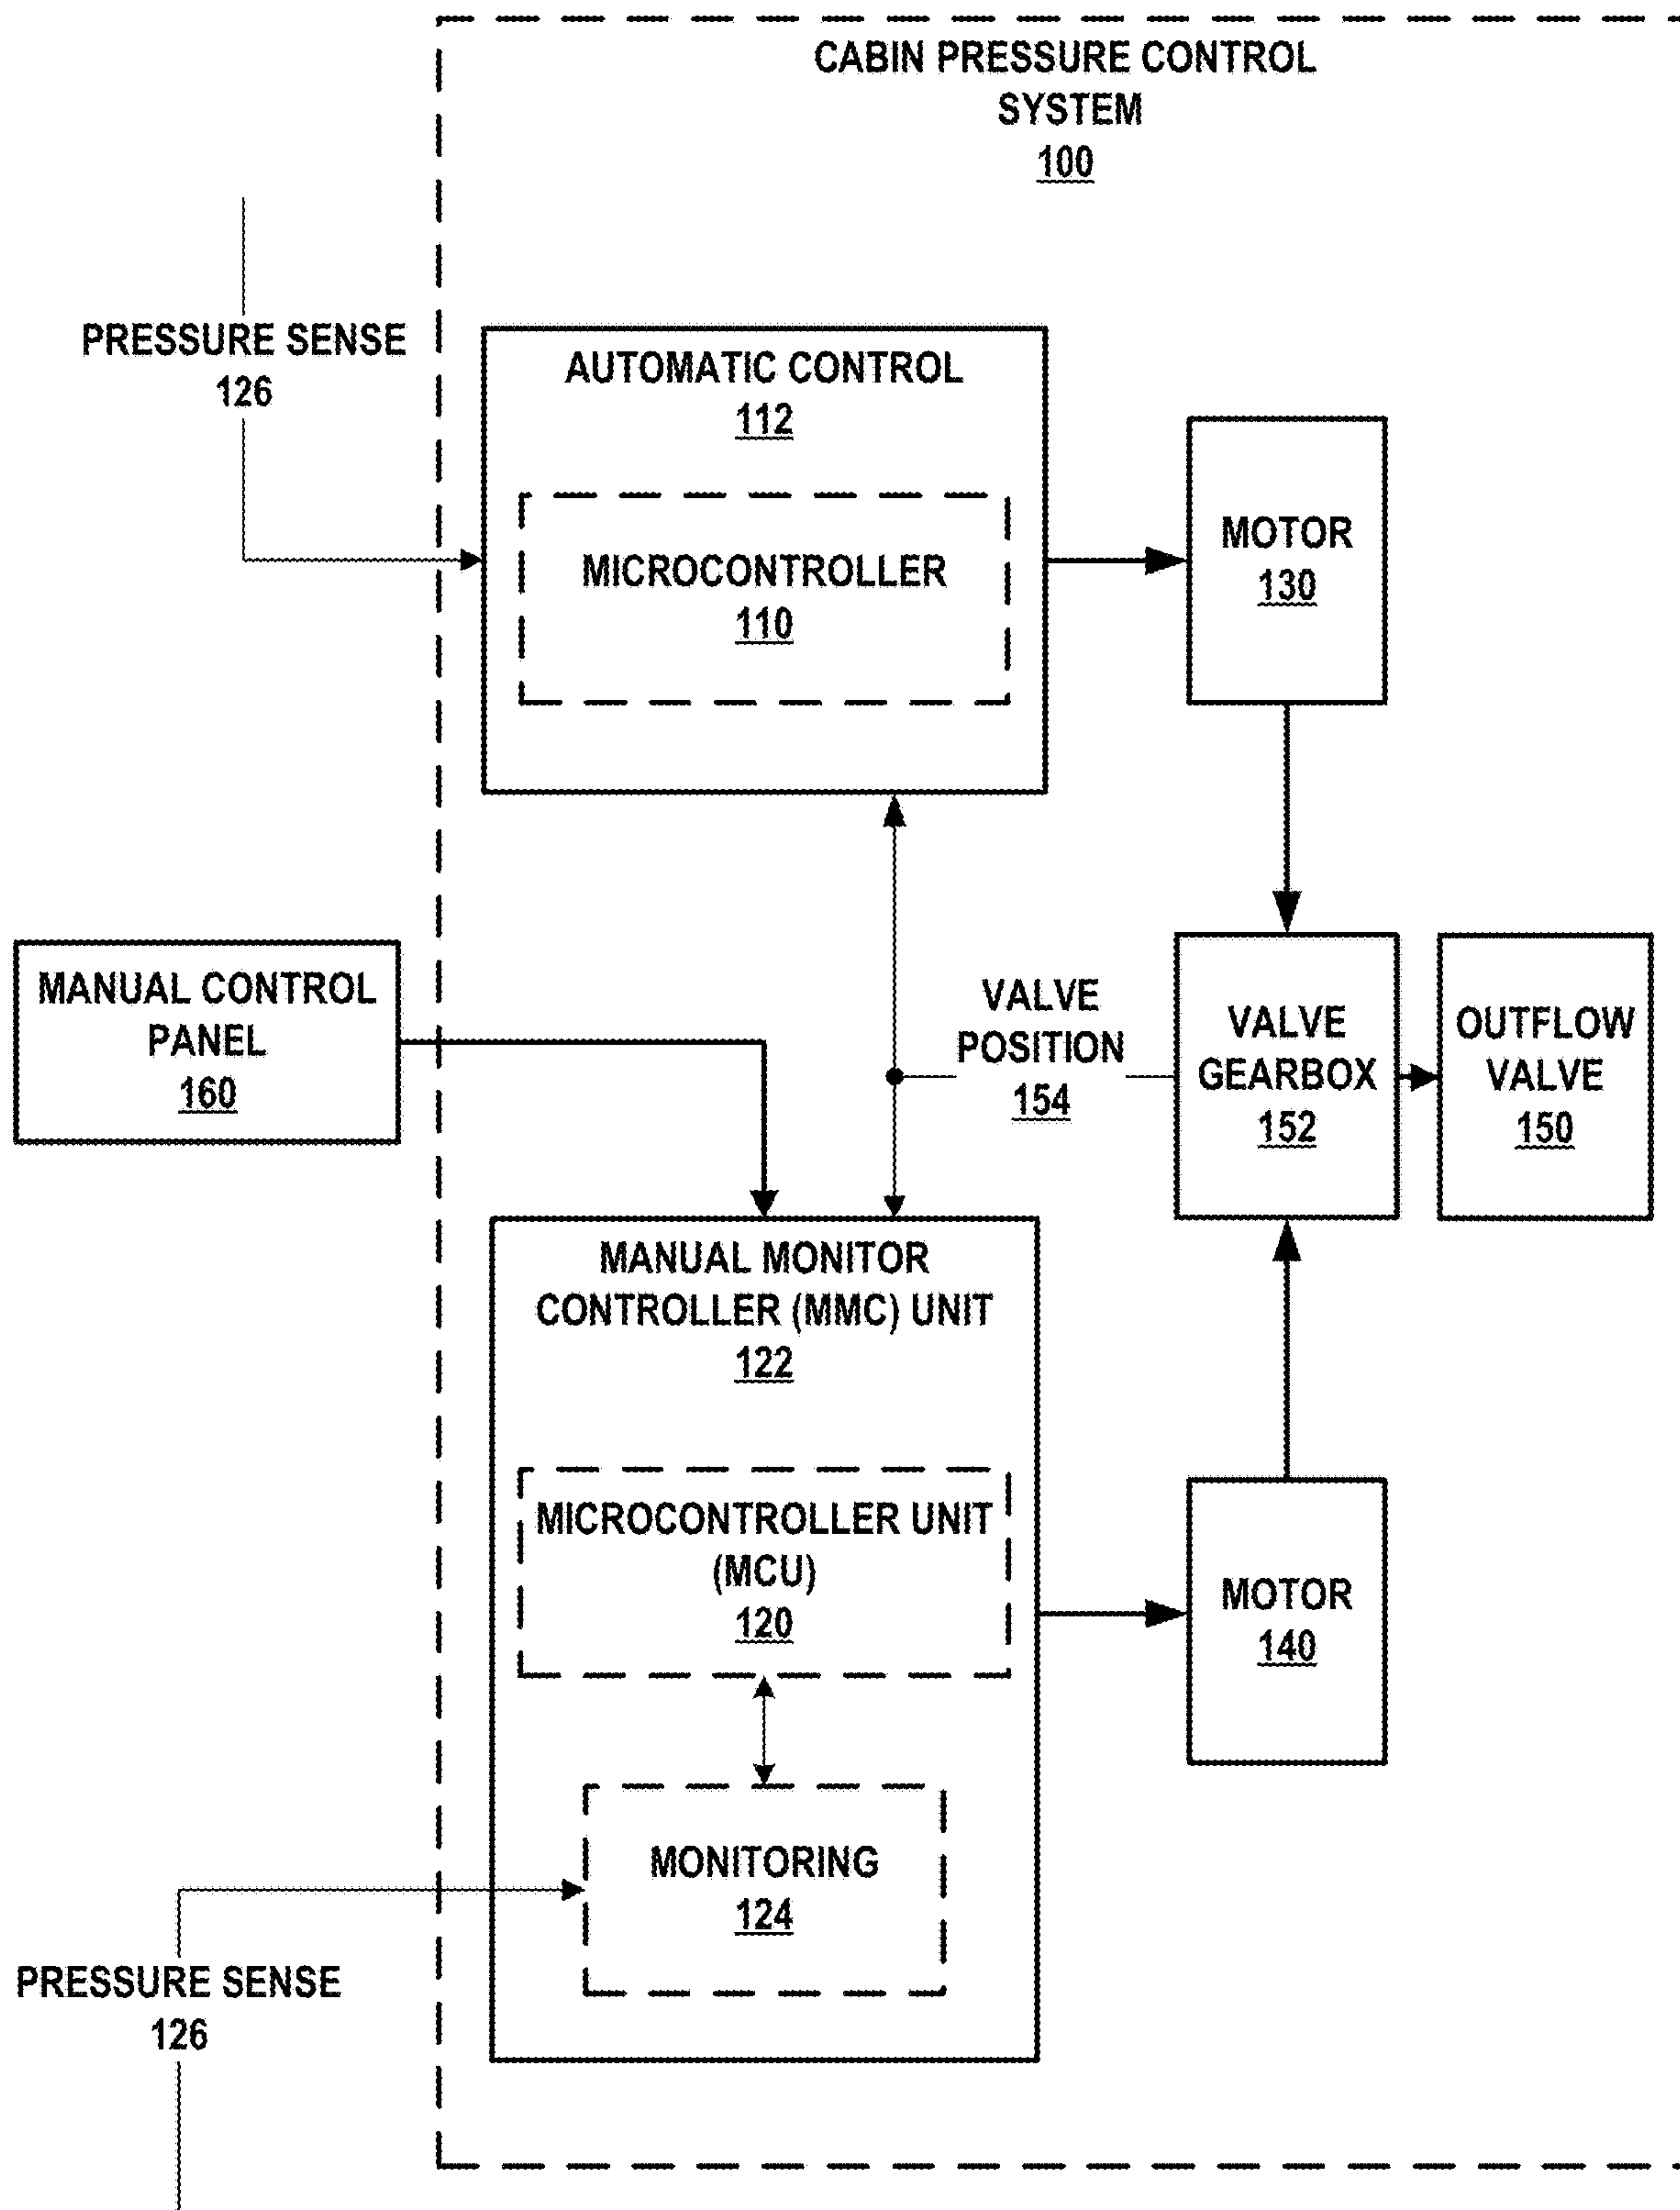 CABIN PRESSURE CONTROL
SYSTEM
100
PRESSURE SENSE
126
AUTOMATIC CONTROL
112
MICROCONTROLLER
110
MOTOR
130
MANUAL CONTROL
PANEL
160
VALVE
POSITION
154
VALVE
GEARBOX
152
OUTFLOW
VALVE
150
MANUAL MONITOR
CONTROLLER (MMC) UNIT
122
MICROCONTROLLER UNIT
(MCU)
120
MOTOR
140
MONITORING
124
PRESSURE SENSE
126